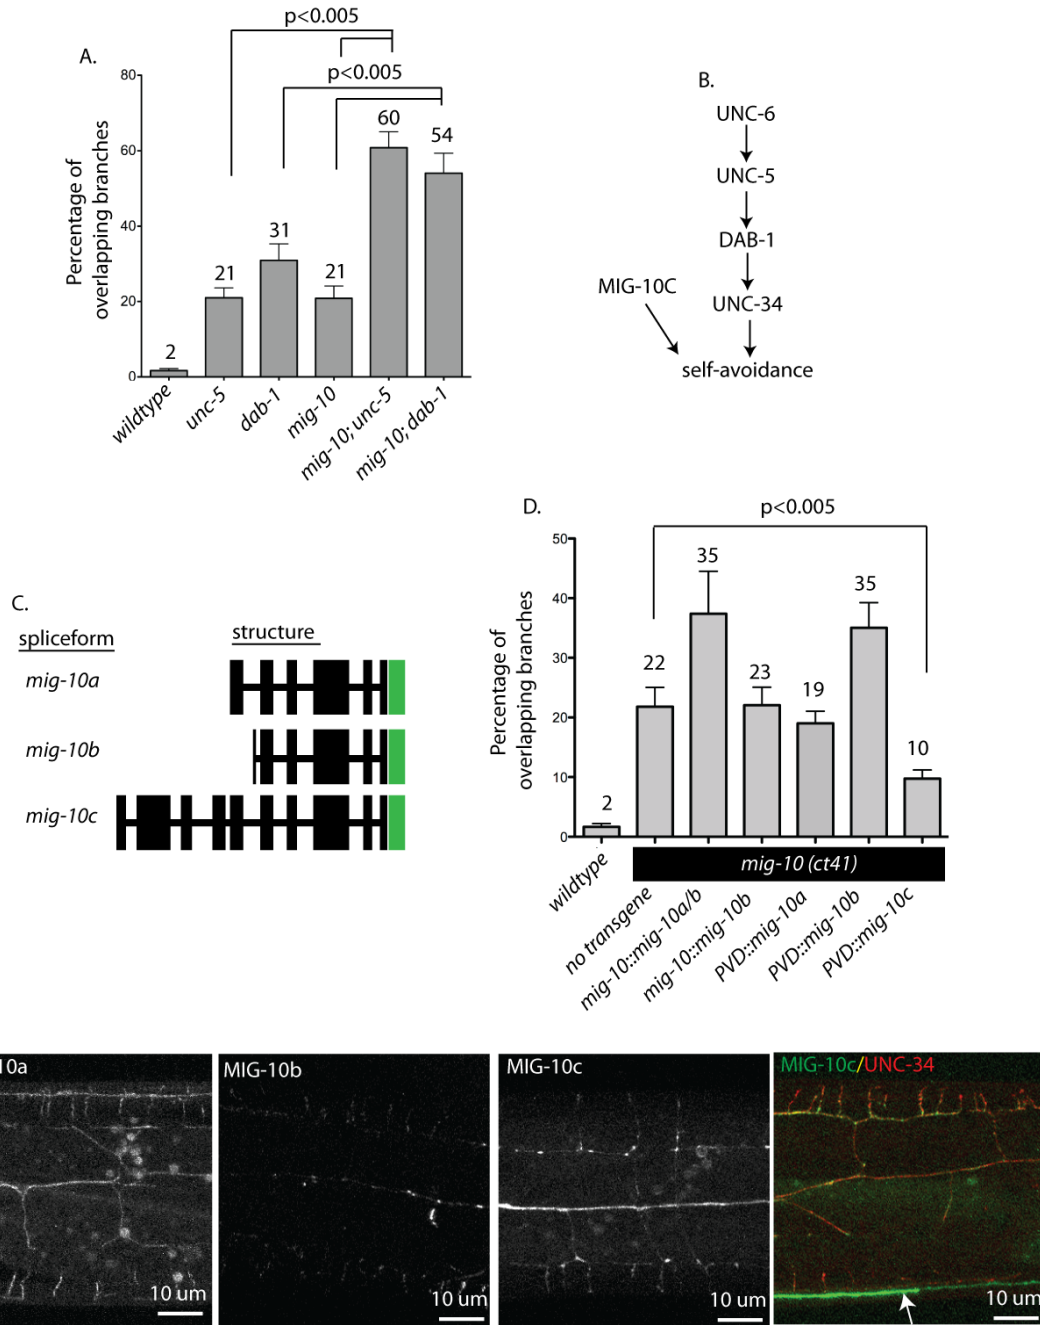 A.
p<0.005
p<0.005
80
60
40
20
0
Percentage of
overlapping branches
2
21
31
21
60
54
wildtype
unc-5
dab-1
mig-10
mig-10; unc-5
mig-10; dab-1
B.
UNC-6
UNC-5
DAB-1
MIG-10C
UNC-34
self-avoidance
C.
spliceform
structure
mig-10a
mig-10b
mig-10c
D.
p<0.005
50
40
30
20
10
0
Percentage of
overlapping branches
2
22
35
23
19
35
10
mig-10 (ct41)
wildtype
no transgene
mig-10::mig-10a/b
mig-10::mig-10b
PVD::mig-10a
PVD::mig-10b
PVD::mig-10c
10a
10 um
MIG-10b
10 um
MIG-10c
10 um
MIG-10c/UNC-34
10 um